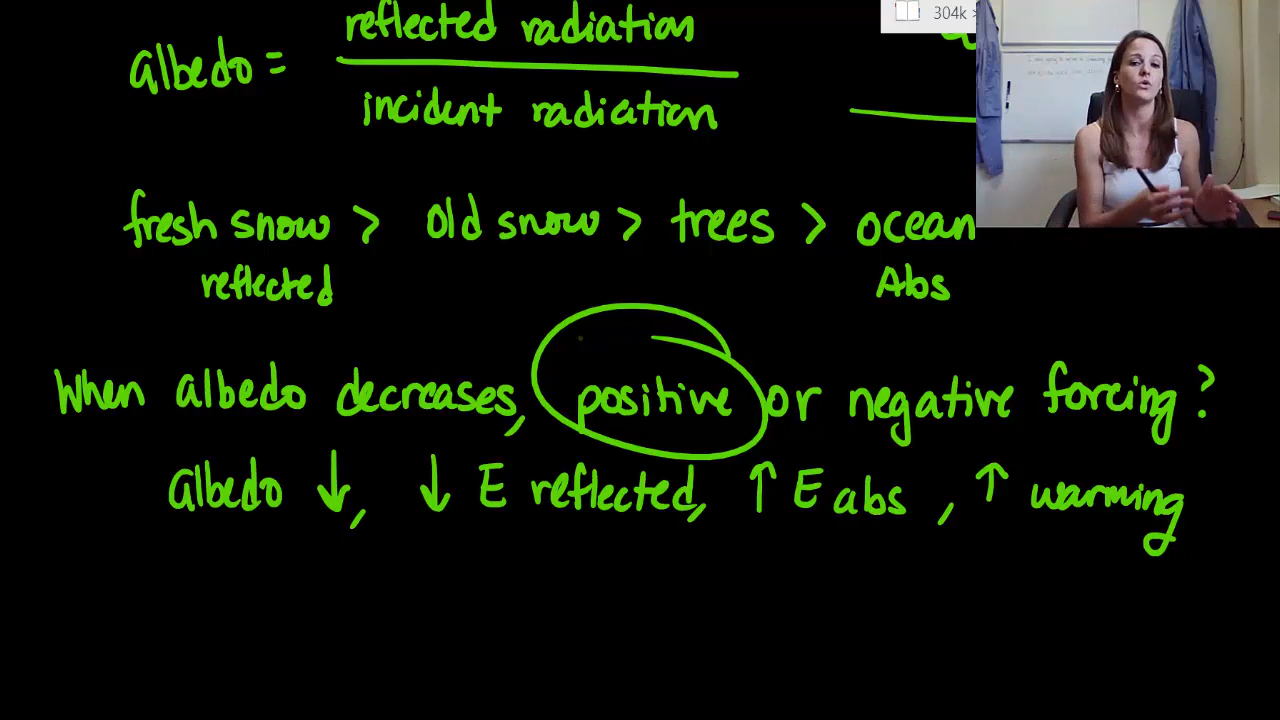 304k
reflected radiation
albedo =
incident radiation
fresh snow > old snow > trees > ocean
reflected
Abs
When albedo decreases, positive or negative forcing?
Albedo ↓, ↓ E reflected, ↑ E abs, ↑ warming